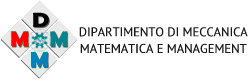 D
M M
M
DIPARTIMENTO DI MECCANICA
MATEMATICA E MANAGEMENT